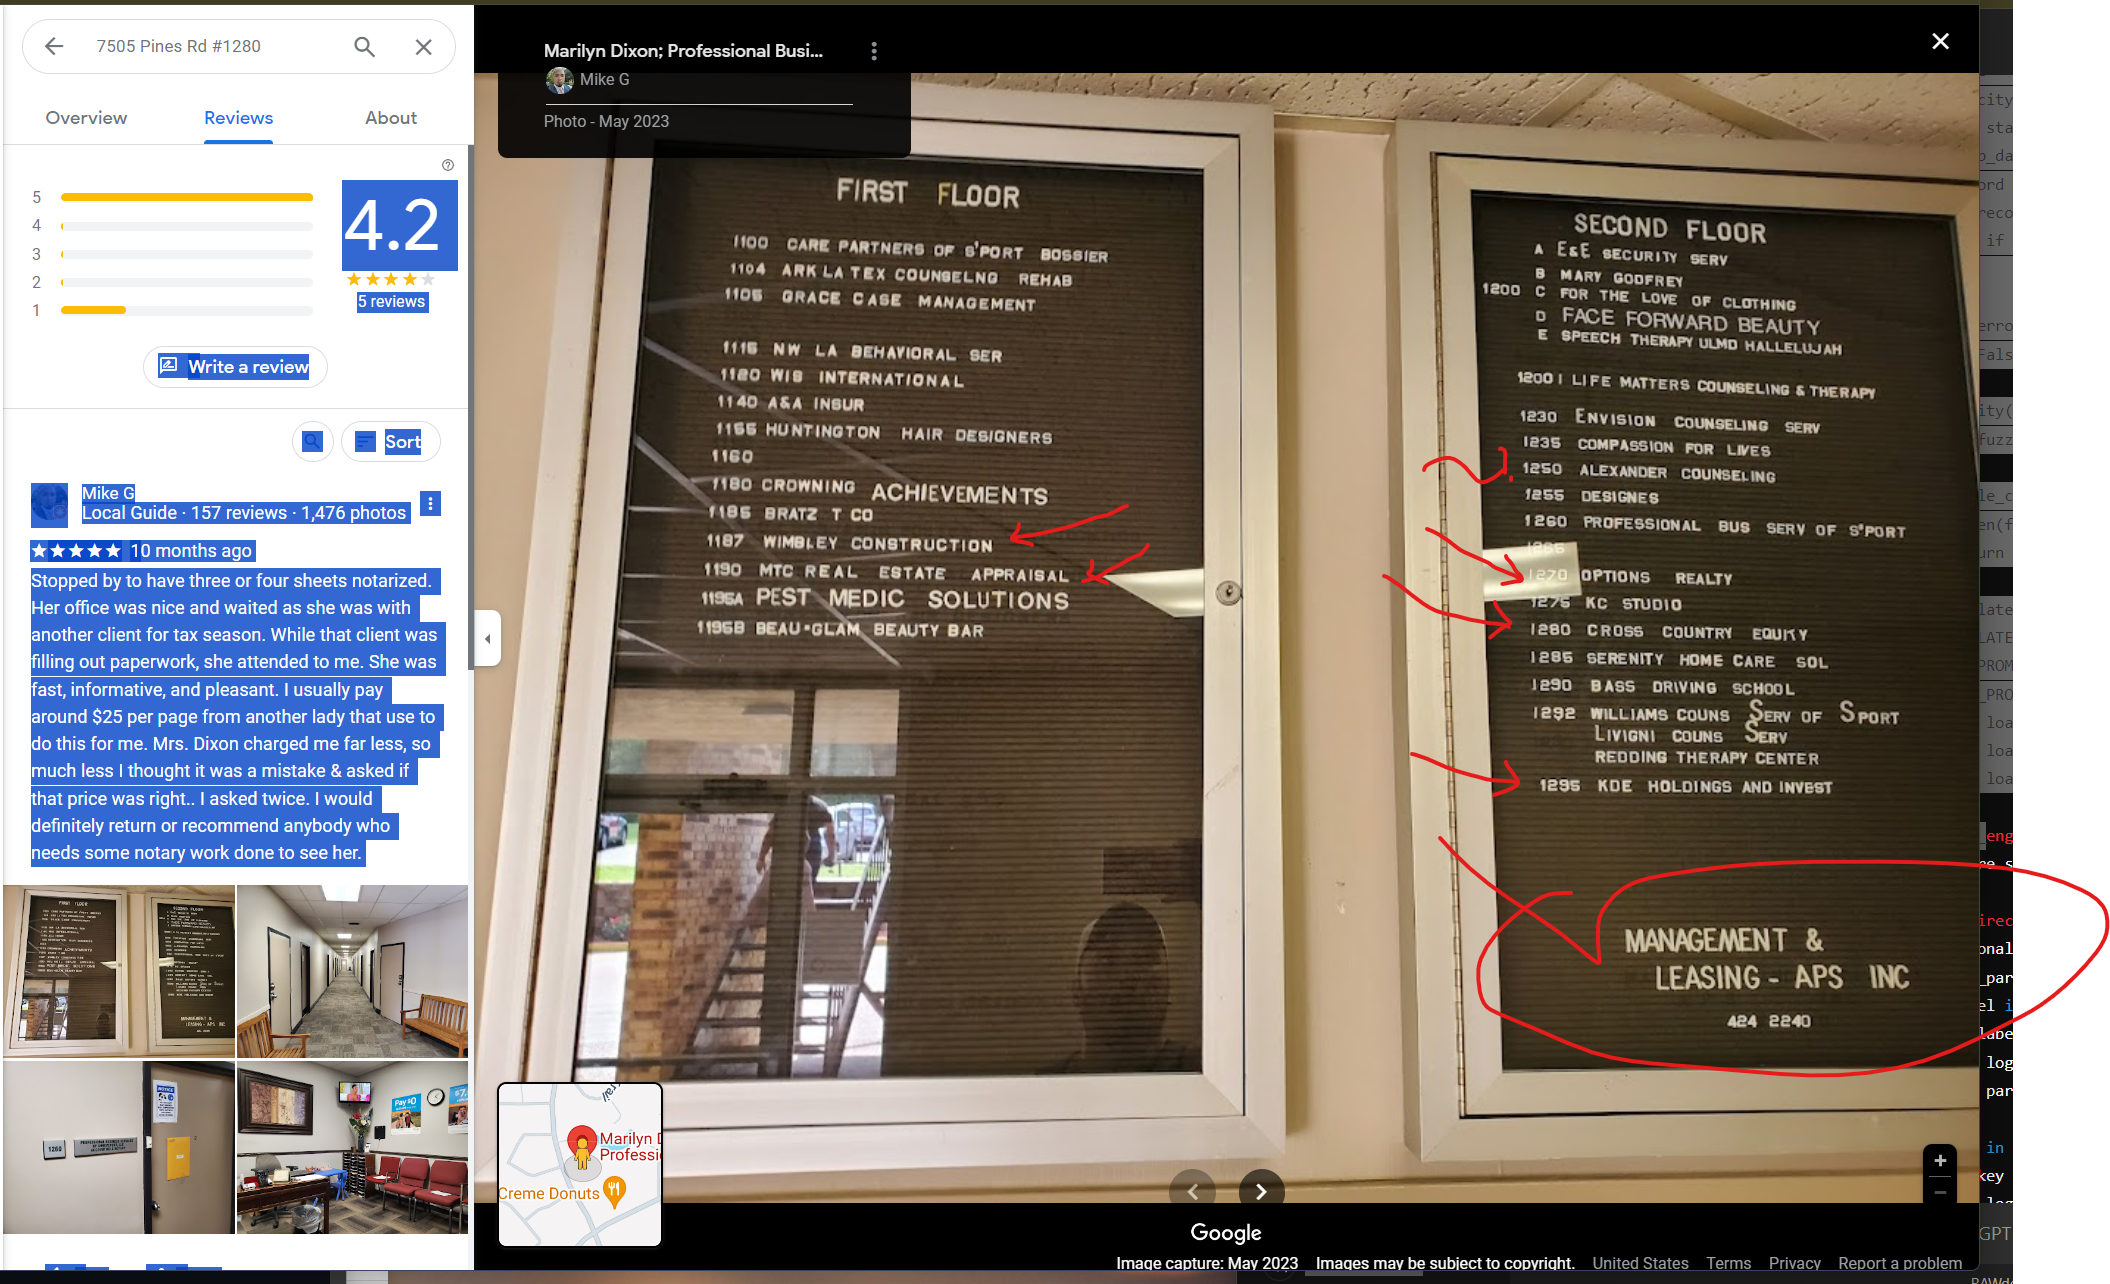 7505 Pines Rd #1280
Overview
Reviews
About
5
4
3
2
1
4.2
5 reviews
Write a review
Sort
Mike G
Local Guide · 157 reviews · 1,476 photos
10 months ago
Stopped by to have three or four sheets notarized.
Her office was nice and waited as she was with
another client for tax season. While that client was
filling out paperwork, she attended to me. She was
fast, informative, and pleasant. I usually pay
around $25 per page from another lady that use to
do this for me. Mrs. Dixon charged me far less, so
much less I thought it was a mistake & asked if
that price was right.. I asked twice. I would
definitely return or recommend anybody who
needs some notary work done to see her.
Marilyn Dixon; Professional Busi...
Mike G
Photo - May 2023
FIRST FLOOR
1100 CARE PARTNERS OF S'PORT BOSSIER
1104 ARK LA TEX COUNSELNG REHAB
1105 GRACE CASE MANAGEMENT
1115 NW LA BEHAVIORAL SER
1120 WIS INTERNATIONAL
1140 A&A INSUR
1155 HUNTINGTON HAIR DESIGNERS
1160
1180 CROWNING ACHIEVEMENTS
1185 BRATZ T CO
1187 WIMBLEY CONSTRUCTION
1190 MTC REAL ESTATE APPRAISAL
1195A PEST MEDIC SOLUTIONS
1195B BEAU-GLAM BEAUTY BAR
SECOND FLOOR
A E&E SECURITY SERV
B MARY GODFREY
1200 C FOR THE LOVE OF CLOTHING
D FACE FORWARD BEAUTY
E SPEECH THERAPY ULMD HALLELUJAH
1200 I LIFE MATTERS COUNSELING & THERAPY
1230 ENVISION COUNSELING SERV
1235 COMPASSION FOR LIVES
1250 ALEXANDER COUNSELING
1255 DESIGNES
1260 PROFESSIONAL BUS SERV OF S'PORT
1265
1270 OPTIONS REALTY
1275 KC STUDIO
1280 CROSS COUNTRY EQUITY
1285 SERENITY HOME CARE SOL
1290 BASS DRIVING SCHOOL
1292 WILLIAMS COUNS SERV OF SPORT
LIVIGNI COUNS SERV
REDDING THERAPY CENTER
1295 KDE HOLDINGS AND INVEST
MANAGEMENT &
LEASING - APS INC
424 2240
Marilyn D
Professi
Creme Donuts
Google
Image capture: May 2023 Images may be subject to copyright. United States Terms Privacy Report a problem